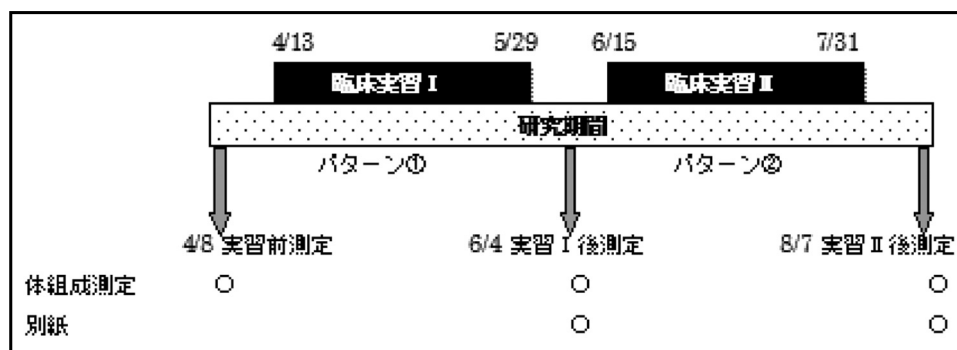 4/13 5/29 6/15 7/31
臨床実習Ⅰ 臨床実習Ⅱ
研究期間
パターン① パターン②
4/8 実習前測定 6/4 実習Ⅰ後測定 8/7 実習Ⅱ後測定
体組成測定 ○ ○ ○
別紙 ○ ○